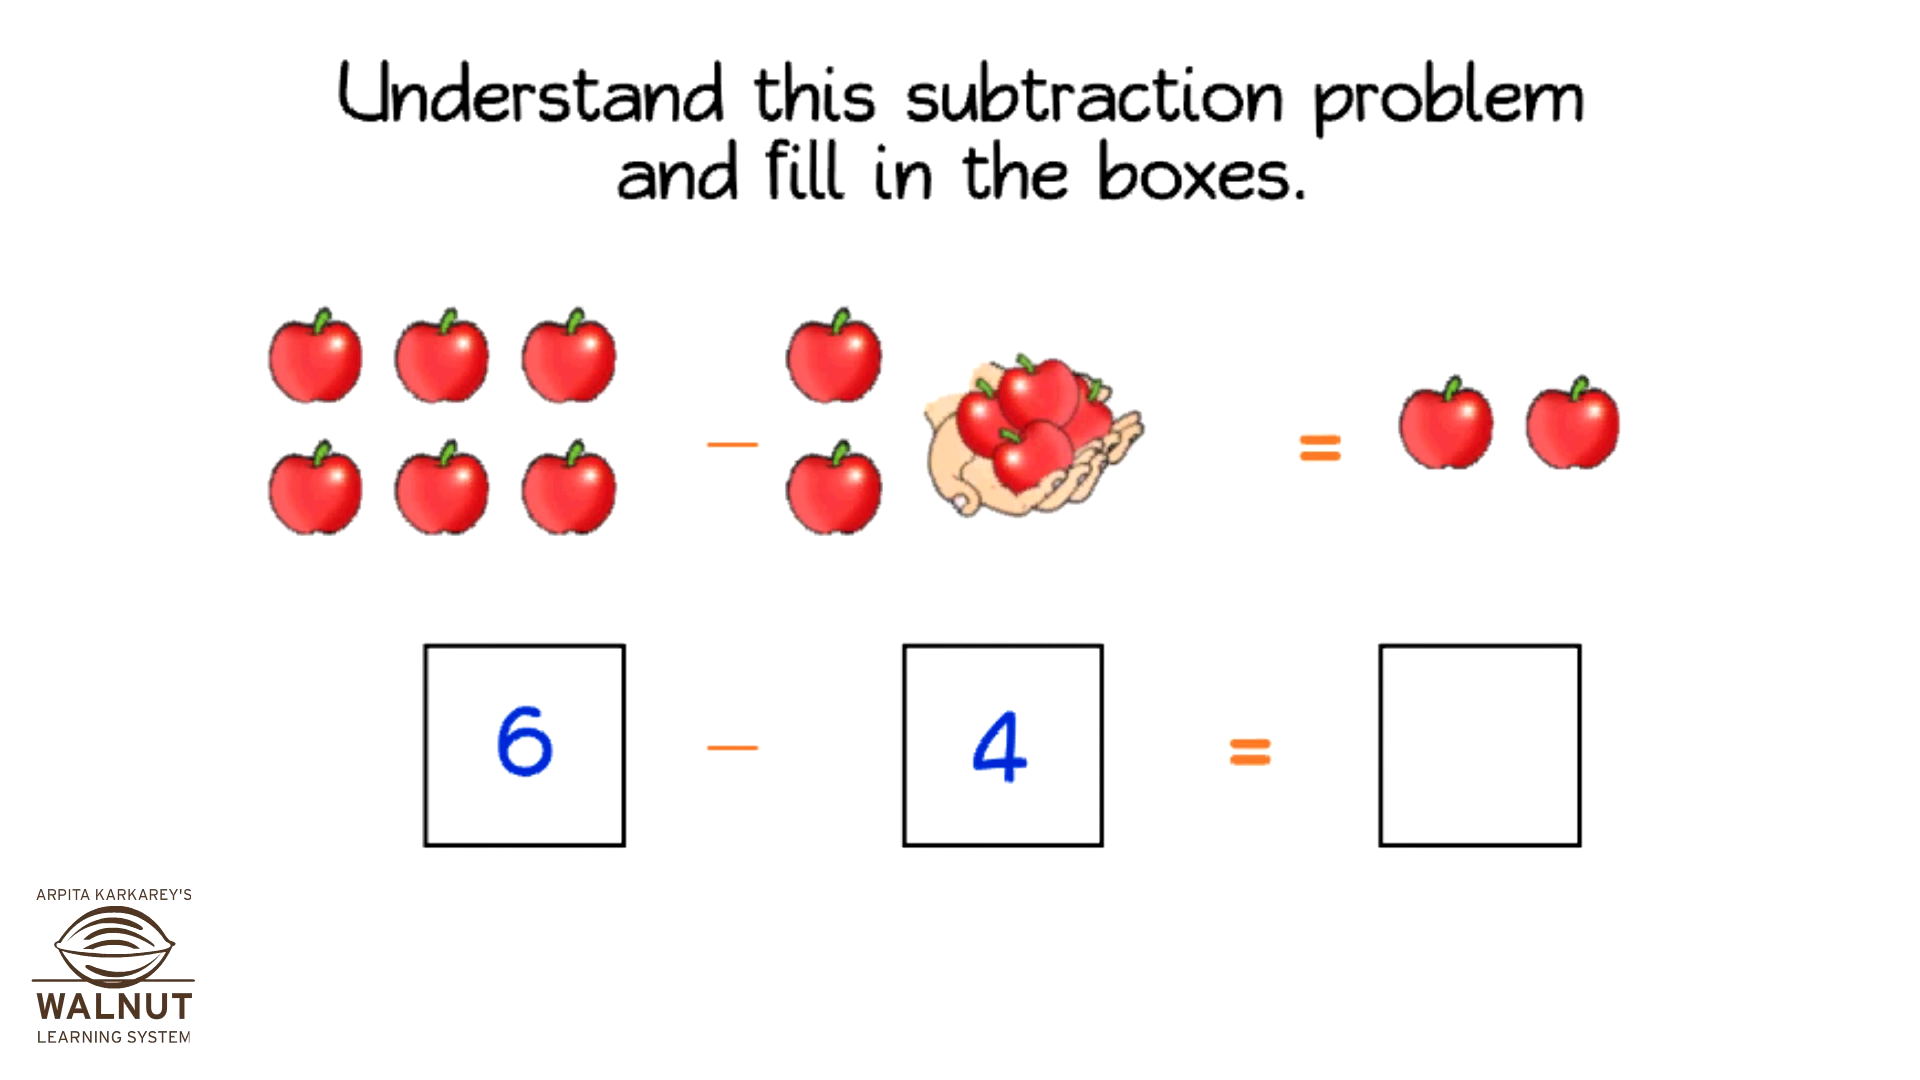 Understand this subtraction problem
and fill in the boxes.
— =
6 — 4 =
ARPITA KARKAREY'S
WALNUT
LEARNING SYSTEM